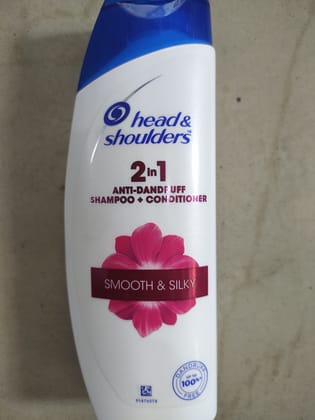 head &
shoulders
2in1
ANTI-DANDRUFF
SHAMPOO + CONDITIONER
SMOOTH & SILKY
DANDRUFF
UP TO
100%
FREE